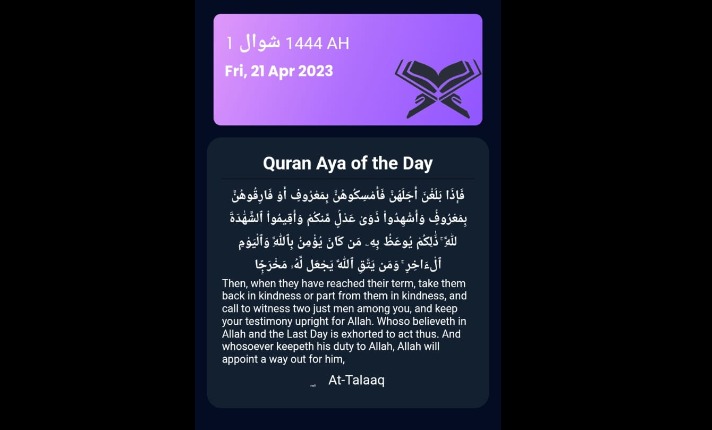 1 شوال 1444 AH
Fri, 21 Apr 2023
Quran Aya of the Day
فَإِذَا بَلَغْنَ أَجَلَهُنَّ فَأَمْسِكُوهُنَّ بِمَعْرُوفٍ أَوْ فَارِقُوهُنَّ
بِمَعْرُوفٍۢ وَأَشْهِدُوا۟ ذَوَىْ عَدْلٍۢ مِّنكُمْ وَأَقِيمُوا۟ ٱلشَّهَٰدَةَ
لِلَّهِ ۚ ذَٰلِكُمْ يُوعَظُ بِهِۦ مَن كَانَ يُؤْمِنُ بِٱللَّهِ وَٱلْيَوْمِ
ٱلْءَاخِرِ ۚ وَمَن يَتَّقِ ٱللَّهَ يَجْعَل لَّهُۥ مَخْرَجًۭا
Then, when they have reached their term, take them
back in kindness or part from them in kindness, and
call to witness two just men among you, and keep
your testimony upright for Allah. Whoso believeth in
Allah and the Last Day is exhorted to act thus. And
whosoever keepeth his duty to Allah, Allah will
appoint a way out for him,
At-Talaaq